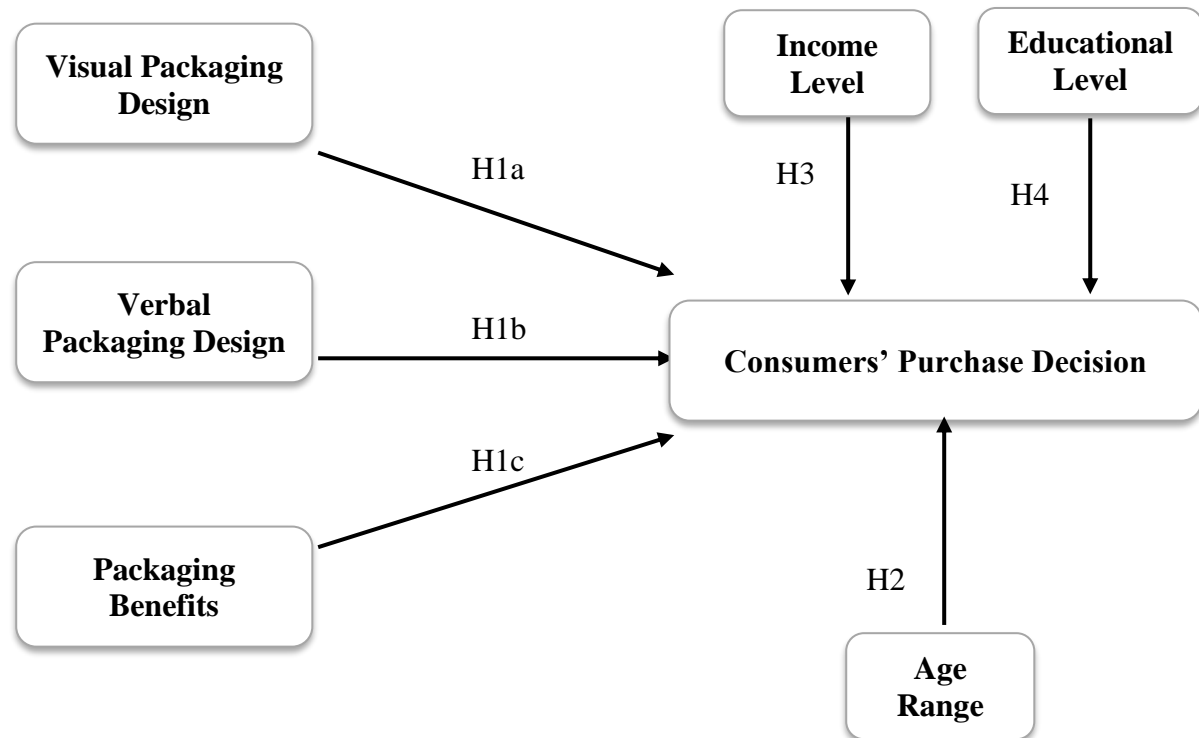 Visual Packaging
Design
Income
Level
Educational
Level
H1a
H3
H4
Verbal
Packaging Design
H1b
Consumers’ Purchase Decision
H1c
Packaging
Benefits
H2
Age
Range